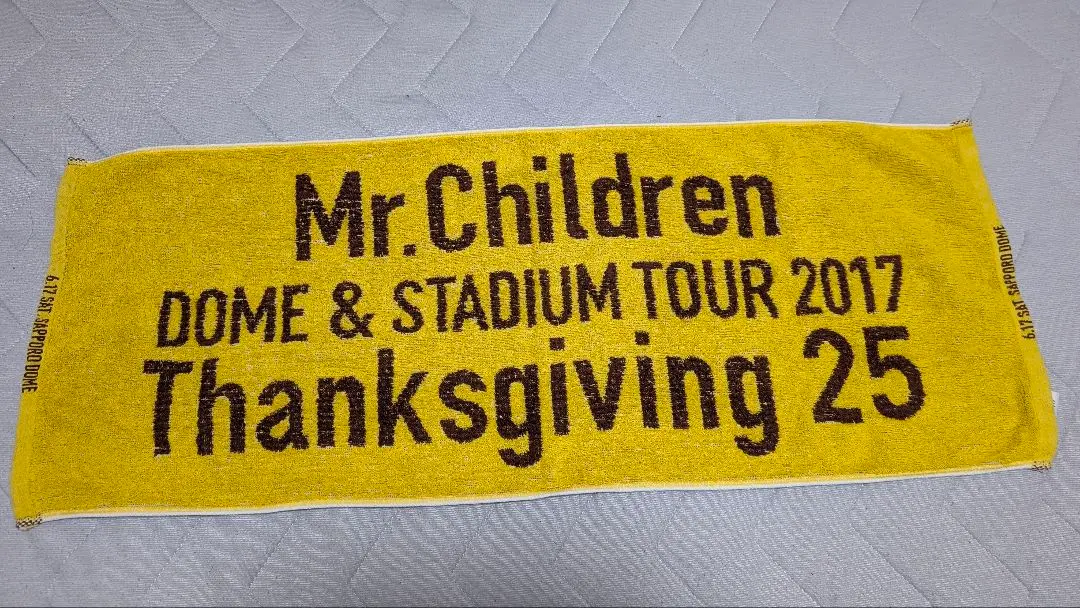 Mr.Children
DOME & STADIUM TOUR 2017
Thanksgiving 25
6.17 SAT. SAPPORO DOME
6.17 SAT. SAPPORO DOME